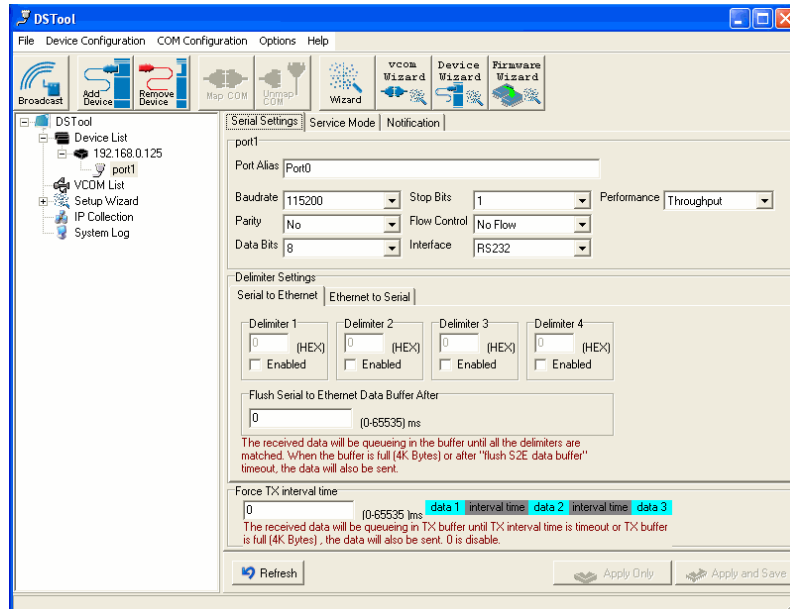 DSTool
File Device Configuration COM Configuration Options Help
Broadcast
Add Device
Remove Device
Map COM
Unmap COM
Wizard
vcom Wizard
Device Wizard
Firmware Wizard
DSTool
Device List
192.168.0.125
port1
VCOM List
Setup Wizard
IP Collection
System Log
Serial Settings Service Mode Notification
port1
Port Alias Port0
Baudrate 115200 Stop Bits 1 Performance Throughput
Parity No Flow Control No Flow
Data Bits 8 Interface RS232
Delimiter Settings
Serial to Ethernet Ethernet to Serial
Delimiter 1 Delimiter 2 Delimiter 3 Delimiter 4
0 (HEX) 0 (HEX) 0 (HEX) 0 (HEX)
Enabled Enabled Enabled Enabled
Flush Serial to Ethernet Data Buffer After
0 (0-65535) ms
The received data will be queueing in the buffer until all the delimiters are
matched. When the buffer is full (4K Bytes) or after "flush S2E data buffer"
timeout, the data will also be sent.
Force TX interval time
0 (0-65535 )ms data 1 interval time data 2 interval time data 3
The received data will be queueing in TX buffer until TX interval time is timeout or TX buffer
is full (4K Bytes) , the data will also be sent. 0 is disable.
Refresh Apply Only Apply and Save